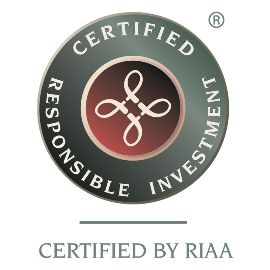 ®
CERTIFIED
RESPONSIBLE INVESTMENT
CERTIFIED BY RIAA